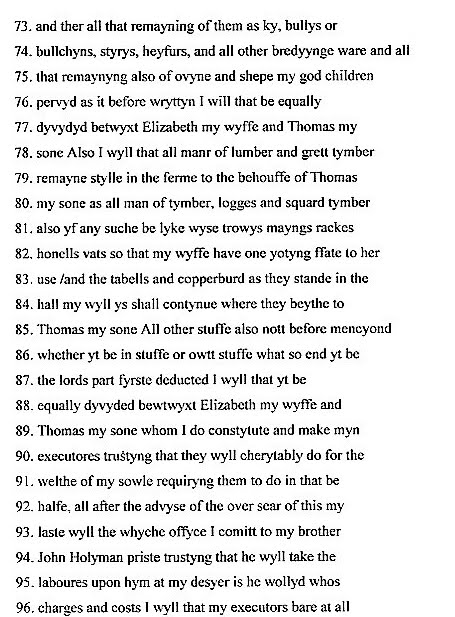 73. and ther all that remayning of them as ky, bullys or
74. bullchyns, styrys, heyfurs, and all other bredyynge ware and all
75. that remaynyng also of ovyne and shepe my god children
76. pervyd as it before wryttyn I will that be equally
77. dyvydyd betwyxt Elizabeth my wyffe and Thomas my
78. sone Also I wyll that all manr of lumber and grett tymber
79. remayne stylle in the ferme to the behouffe of Thomas
80. my sone as all man of tymber, logges and squard tymber
81. also yf any suche be lyke wyse trowys mayngs rackes
82. honells vats so that my wyffe have one yotyng ffate to her
83. use /and the tabells and copperburd as they stande in the
84. hall my wyll ys shall contynue where they beythe to
85. Thomas my sone All other stuffe also nott before mencyond
86. whether yt be in stuffe or owtt stuffe what so end yt be
87. the lords part fyrste deducted I wyll that yt be
88. equally dyvyded bewtwyxt Elizabeth my wyffe and
89. Thomas my sone whom I do constytute and make myn
90. executores trustyng that they wyll cherytably do for the
91. welthe of my sowle requiryng them to do in that be
92. halfe, all after the advyse of the over sear of this my
93. laste wyll the whyche offyce I comitt to my brother
94. John Holyman priste trustyng that he wyll take the
95. laboures upon hym at my desyer is he wollyd whos
96. charges and costs I wyll that my executors bare at all